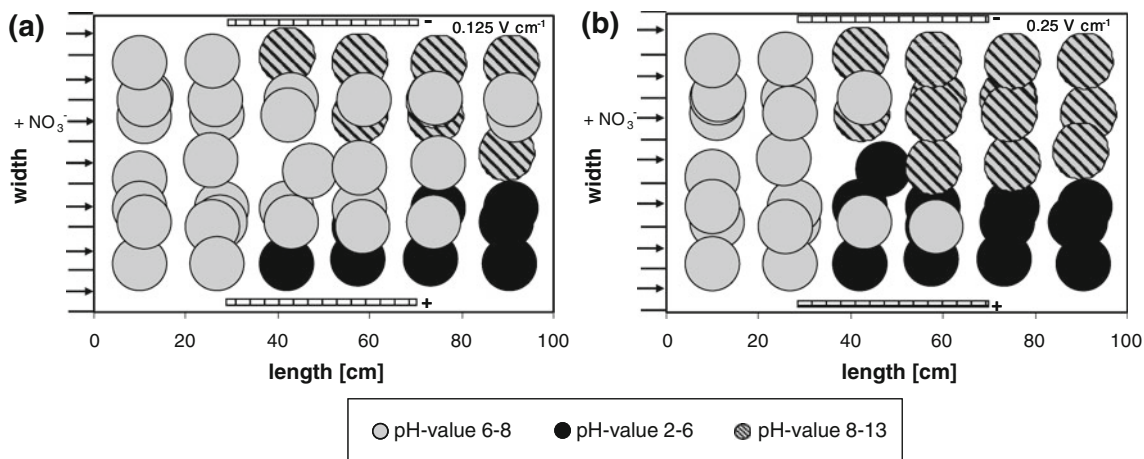 (a)
-
0.125 V cm⁻¹
+ NO₃⁻
width
+
0 20 40 60 80 100
length [cm]
(b)
-
0.25 V cm⁻¹
+ NO₃⁻
width
+
0 20 40 60 80 100
length [cm]
pH-value 6-8 pH-value 2-6 pH-value 8-13